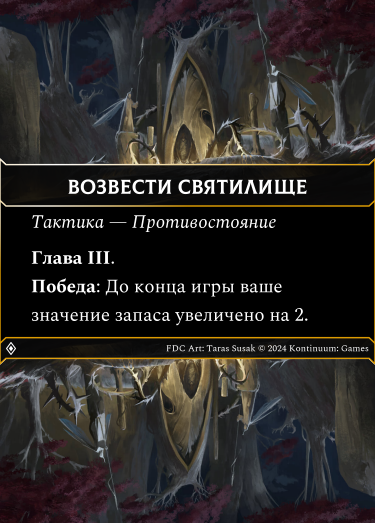 ВОЗВЕСТИ СВЯТИЛИЩЕ
Тактика — Противостояние
Глава III.
Победа: До конца игры ваше
значение запаса увеличено на 2.
FDC Art: Taras Susak © 2024 Kontinuum: Games